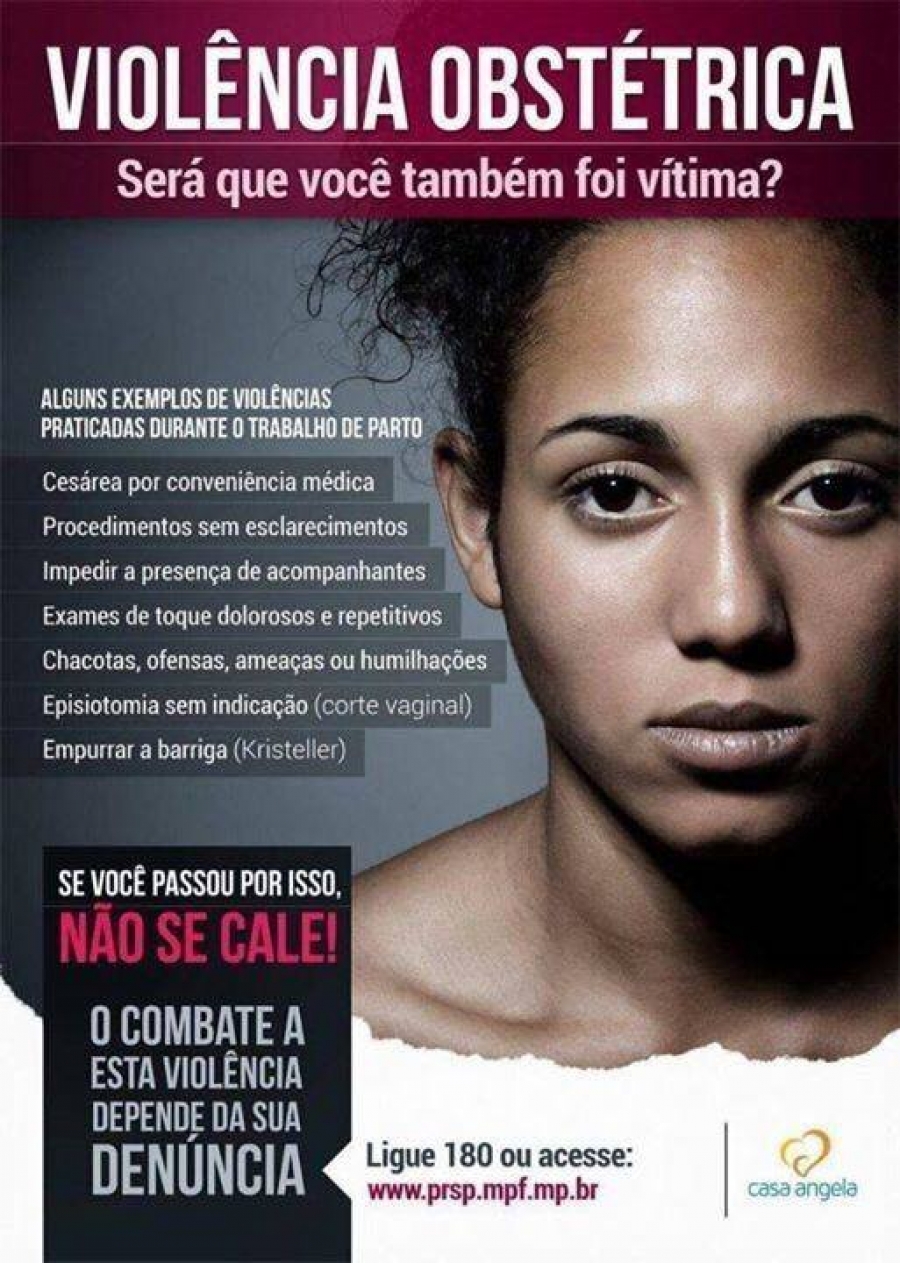 VIOLÊNCIA OBSTÉTRICA
Será que você também foi vítima?
ALGUNS EXEMPLOS DE VIOLÊNCIAS
PRATICADAS DURANTE O TRABALHO DE PARTO
Cesárea por conveniência médica
Procedimentos sem esclarecimentos
Impedir a presença de acompanhantes
Exames de toque dolorosos e repetitivos
Chacotas, ofensas, ameaças ou humilhações
Episiotomia sem indicação (corte vaginal)
Empurrar a barriga (Kristeller)
SE VOCÊ PASSOU POR ISSO,
NÃO SE CALE!
O COMBATE A
ESTA VIOLÊNCIA
DEPENDE DA SUA
DENÚNCIA
Ligue 180 ou acesse:
www.prsp.mpf.mp.br
casa angela